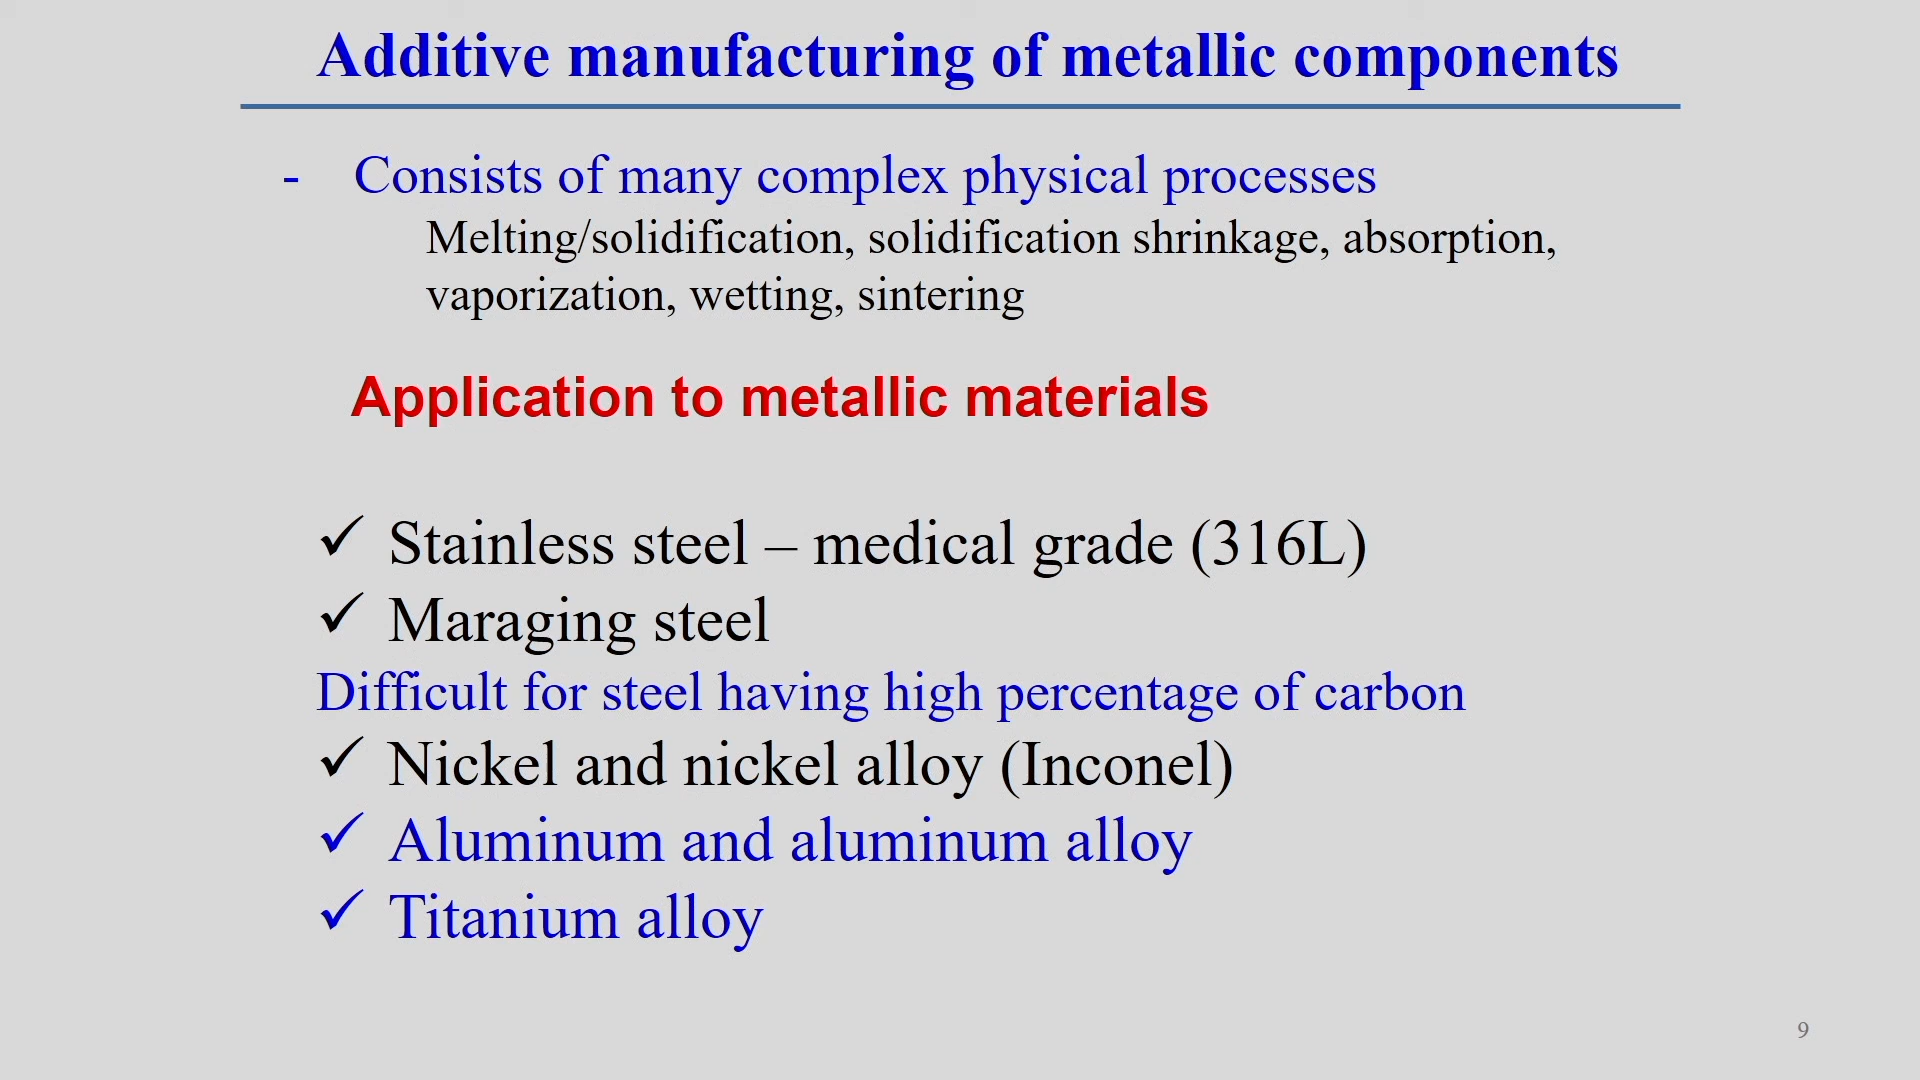 Additive manufacturing of metallic components
- Consists of many complex physical processes
Melting/solidification, solidification shrinkage, absorption,
vaporization, wetting, sintering
Application to metallic materials
✓ Stainless steel – medical grade (316L)
✓ Maraging steel
Difficult for steel having high percentage of carbon
✓ Nickel and nickel alloy (Inconel)
✓ Aluminum and aluminum alloy
✓ Titanium alloy
9